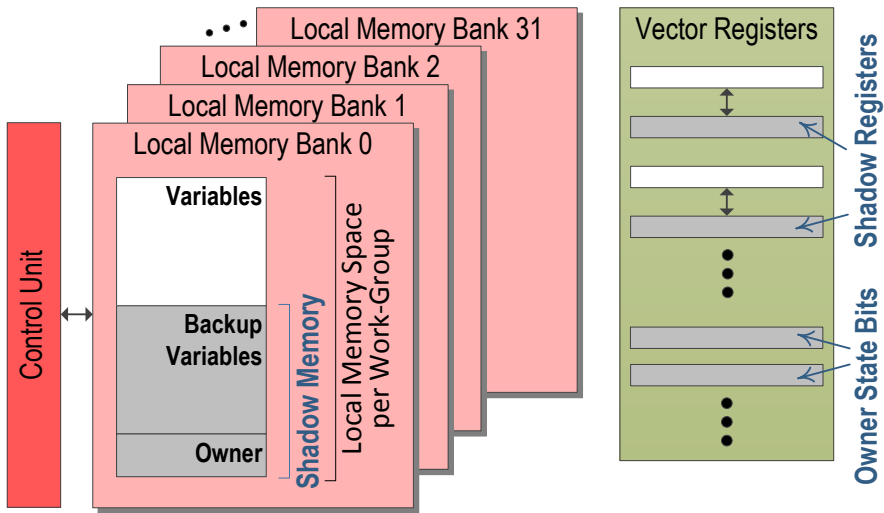 Local Memory Bank 31
Local Memory Bank 2
Local Memory Bank 1
Local Memory Bank 0
Control Unit
Variables
Backup
Variables
Owner
Shadow Memory
Local Memory Space
per Work-Group
Vector Registers
Shadow Registers
Owner State Bits